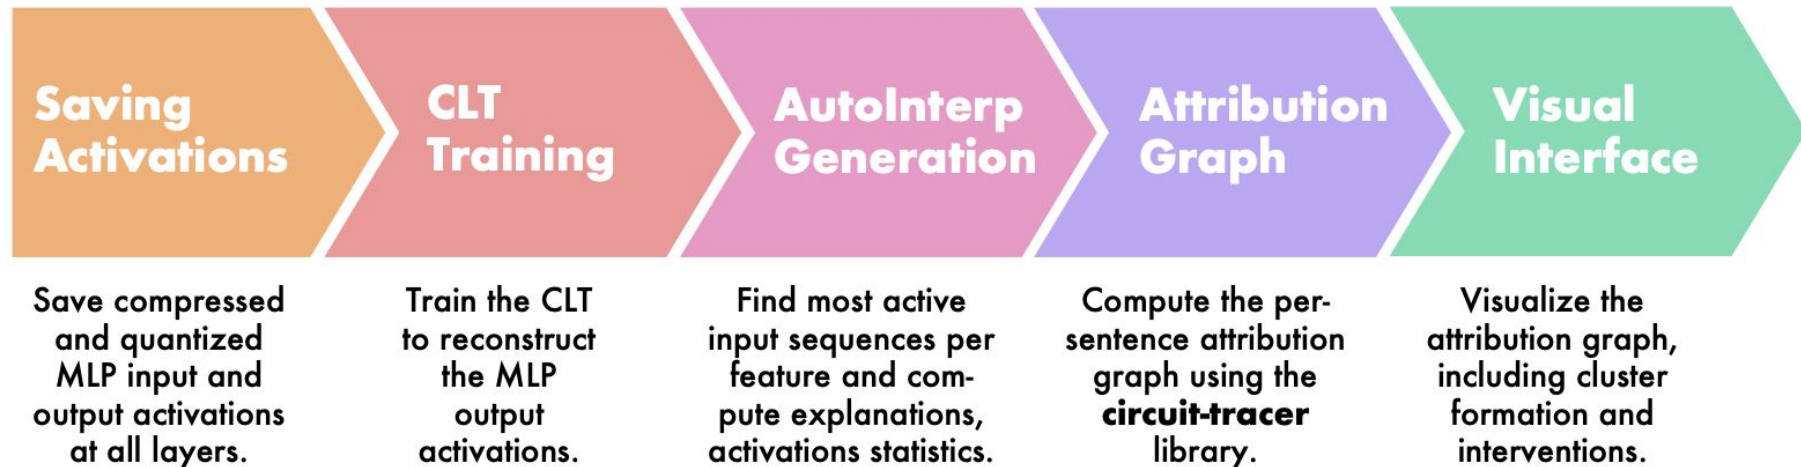 Saving
Activations
CLT
Training
AutoInterp
Generation
Attribution
Graph
Visual
Interface
Save compressed
and quantized
MLP input and
output activations
at all layers.
Train the CLT
to reconstruct
the MLP
output
activations.
Find most active
input sequences per
feature and com-
pute explanations,
activations statistics.
Compute the per-
sentence attribution
graph using the
circuit-tracer
library.
Visualize the
attribution graph,
including cluster
formation and
interventions.